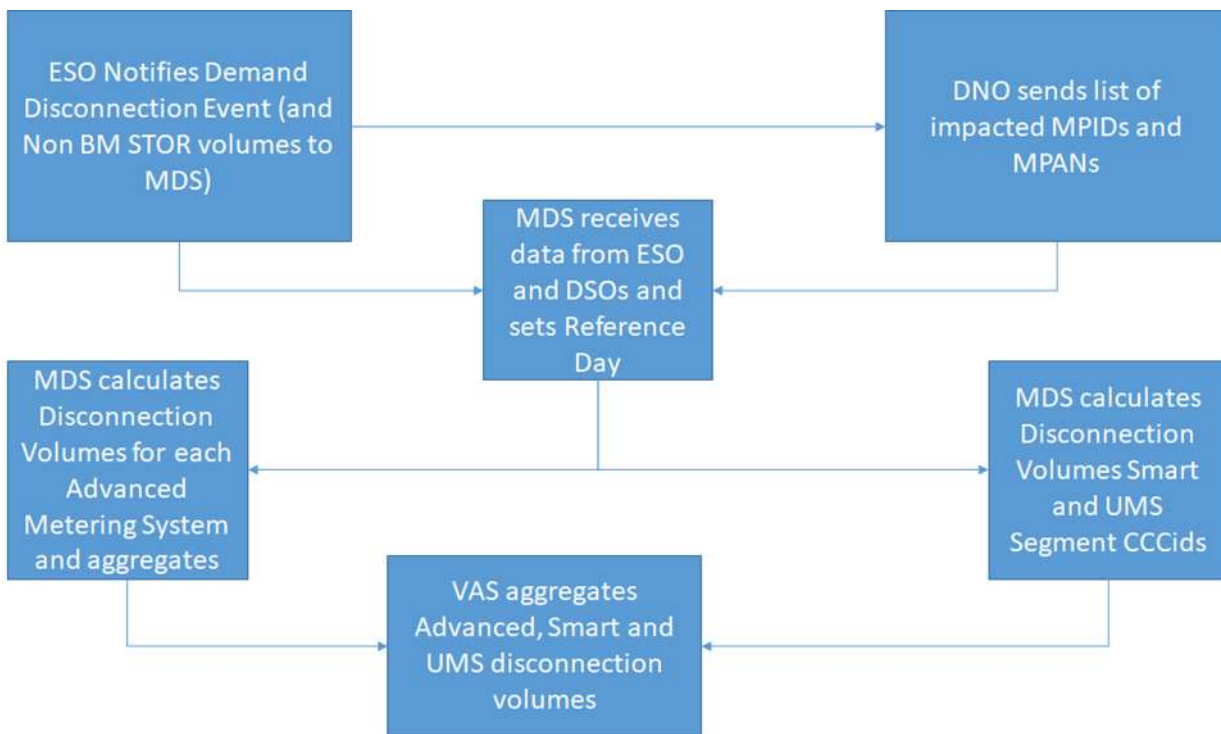 ESO Notifies Demand
Disconnection Event (and
Non BM STOR volumes to
MDS)
DNO sends list of
impacted MPIDs and
MPANs
MDS receives
data from ESO
and DSOs and
sets Reference
Day
MDS calculates
Disconnection
Volumes for each
Advanced
Metering System
and aggregates
MDS calculates
Disconnection
Volumes Smart
and UMS
Segment CCCids
VAS aggregates
Advanced, Smart and
UMS disconnection
volumes